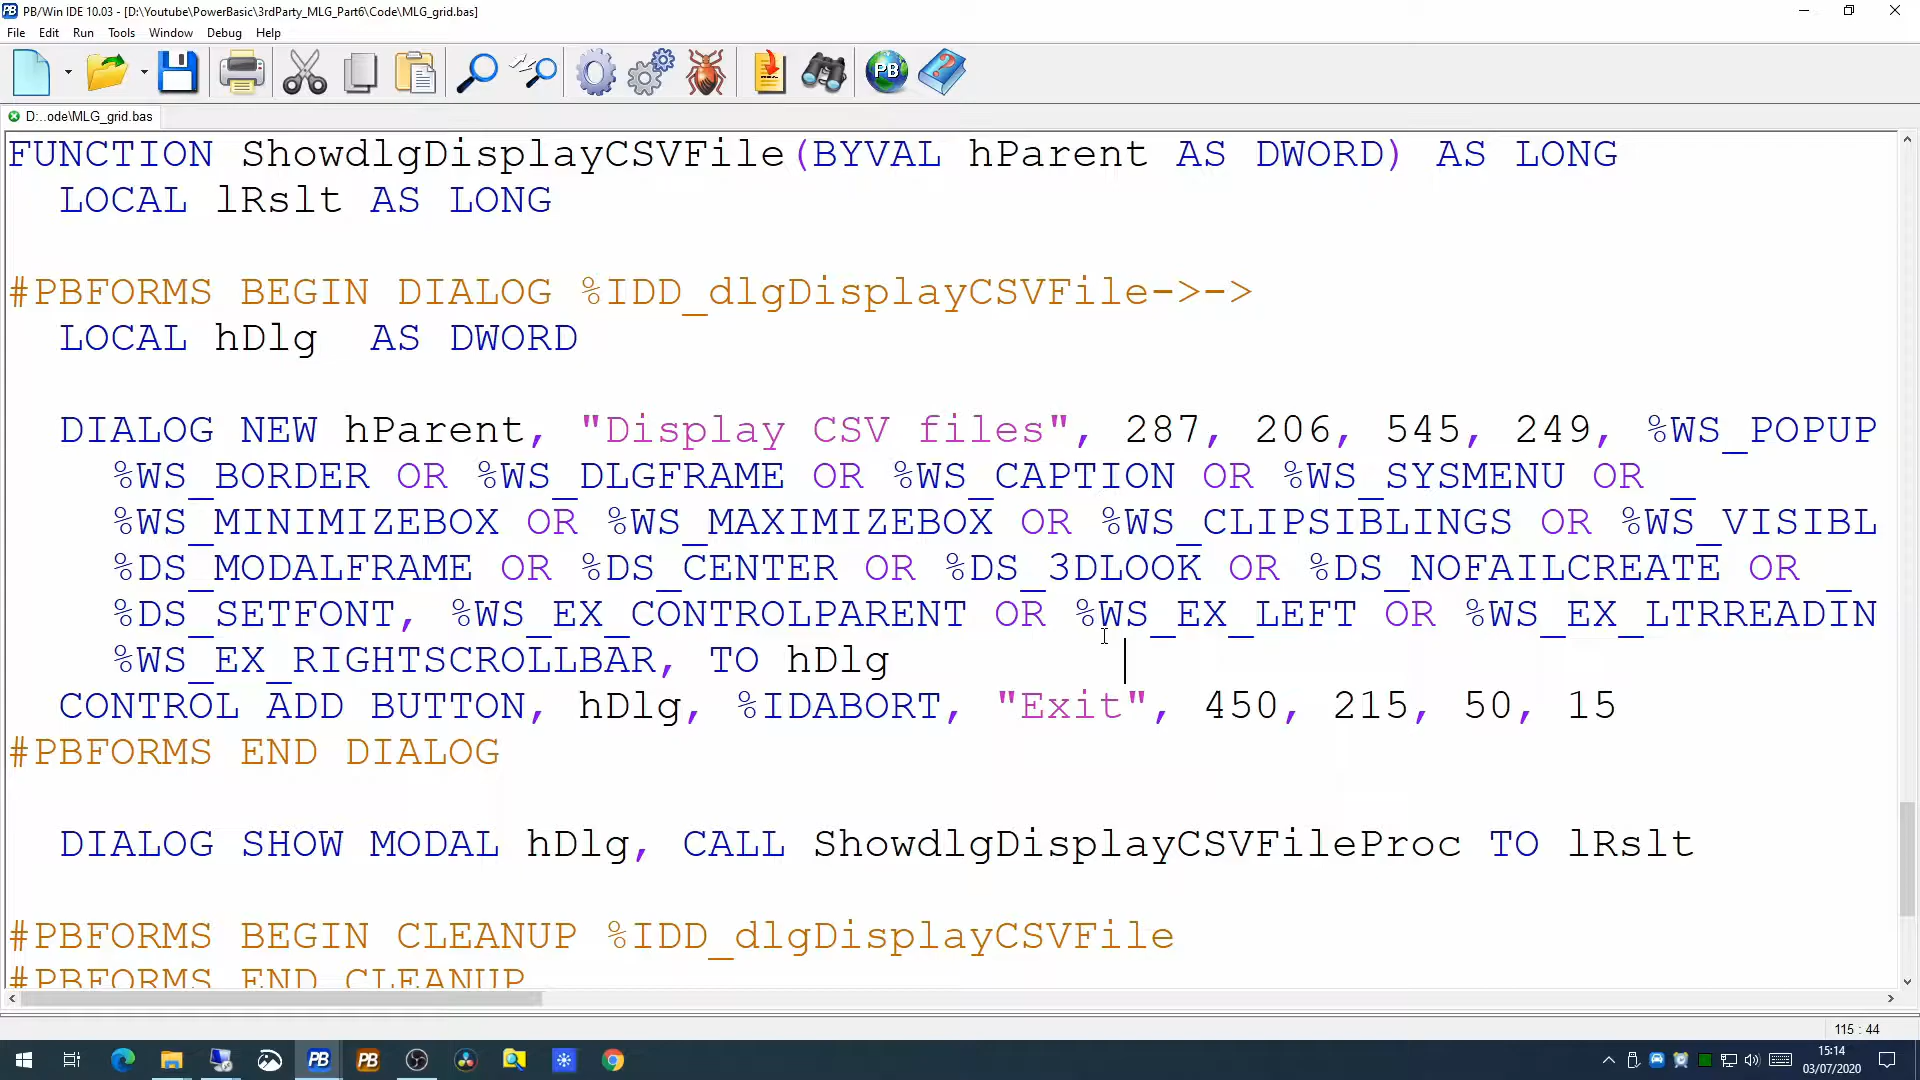 PB/Win IDE 10.03 - [D:\Youtube\PowerBasic\3rdParty_MLG_Part6\Code\MLG_grid.bas]
File Edit Run Tools Window Debug Help
PB
D:..ode\MLG_grid.bas
FUNCTION ShowdlgDisplayCSVFile(BYVAL hParent AS DWORD) AS LONG
LOCAL lRslt AS LONG
#PBFORMS BEGIN DIALOG %IDD_dlgDisplayCSVFile->->
LOCAL hDlg  AS DWORD
DIALOG NEW hParent, "Display CSV files", 287, 206, 545, 249, %WS_POPUP
%WS_BORDER OR %WS_DLGFRAME OR %WS_CAPTION OR %WS_SYSMENU OR _
%WS_MINIMIZEBOX OR %WS_MAXIMIZEBOX OR %WS_CLIPSIBLINGS OR %WS_VISIBL
%DS_MODALFRAME OR %DS_CENTER OR %DS_3DLOOK OR %DS_NOFAILCREATE OR _
%DS_SETFONT, %WS_EX_CONTROLPARENT OR %WS_EX_LEFT OR %WS_EX_LTRREADIN
%WS_EX_RIGHTSCROLLBAR, TO hDlg
CONTROL ADD BUTTON, hDlg, %IDABORT, "Exit", 450, 215, 50, 15
#PBFORMS END DIALOG
DIALOG SHOW MODAL hDlg, CALL ShowdlgDisplayCSVFileProc TO lRslt
#PBFORMS BEGIN CLEANUP %IDD_dlgDisplayCSVFile
#PBFORMS END CLEANUP
115 : 44
PB PB
15:14
03/07/2020